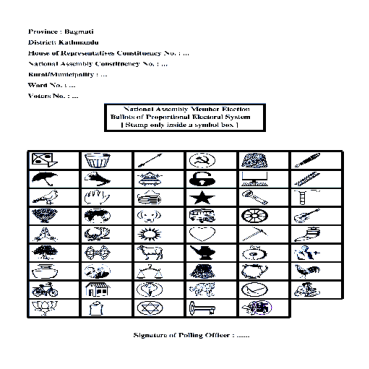 Province : Bagmati
District: Kathmandu
House of Representatives Constituency No. : ...
National Assembly Constituency No. : ...
Rural/Municipality : ...
Word No. : ...
Voters No. : ...
National Assembly Member Election
Ballots of Proportional Electoral System
[ Stamp only inside a symbol box ]
Signature of Polling Officer : ......